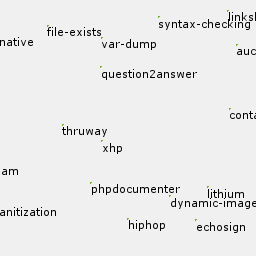 linksl
syntax-checking
file-exists
native
var-dump
auc
question2answer
conta
thruway
xhp
am
phpdocumenter
lithium
dynamic-image
anitization
hiphop
echosign